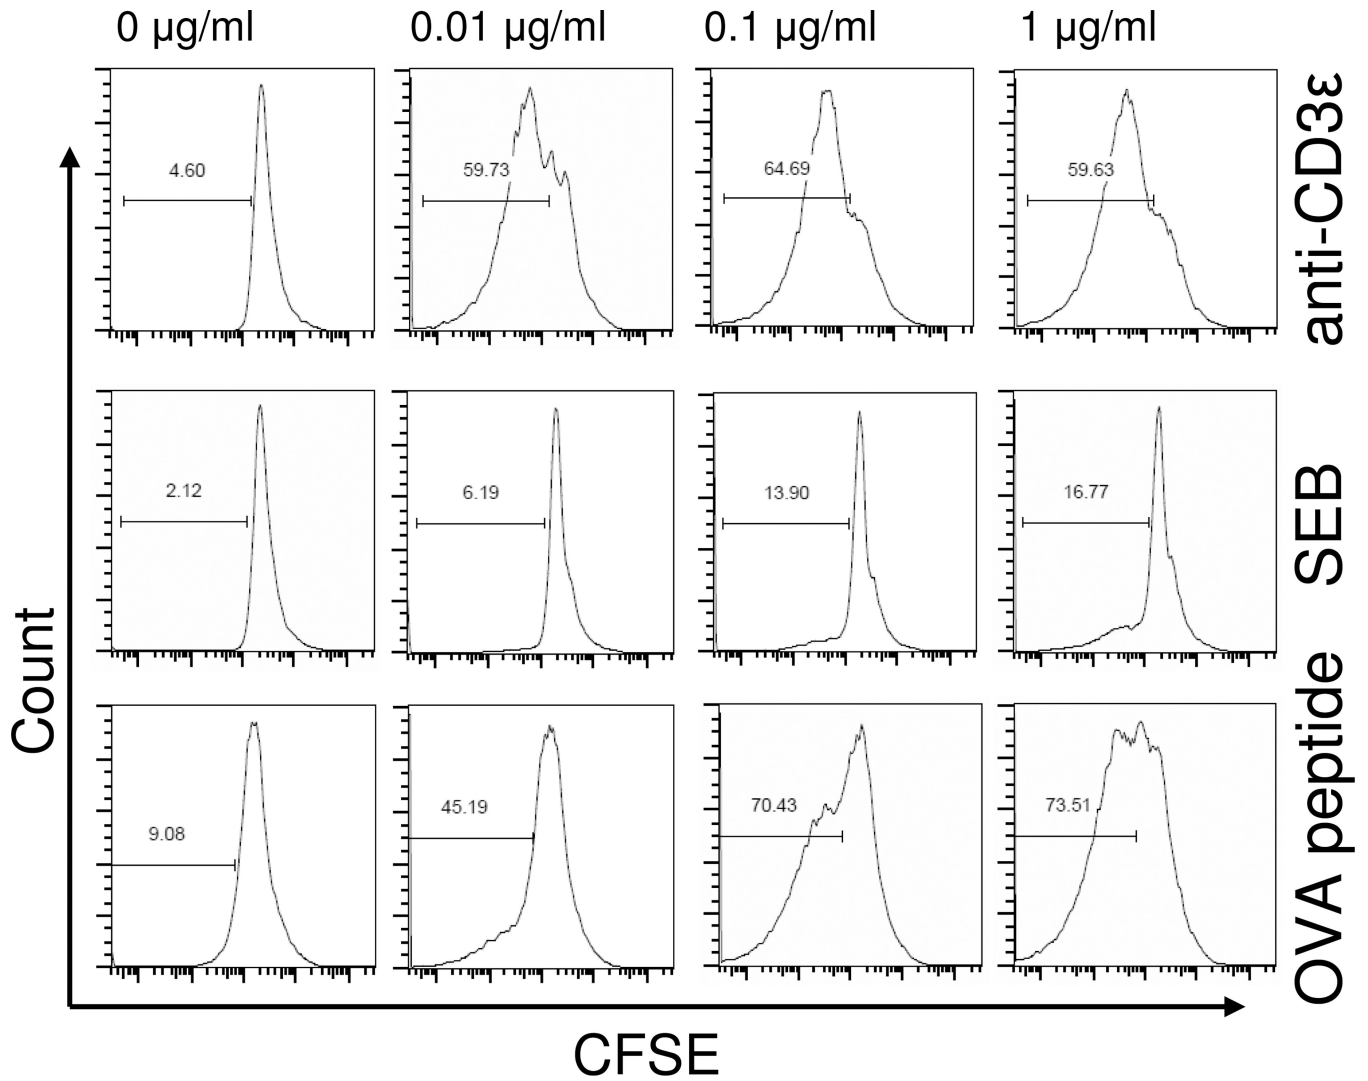 0 µg/ml
0.01 µg/ml
0.1 µg/ml
1 µg/ml
4.60
59.73
64.69
59.63
anti-CD3ε
2.12
6.19
13.90
16.77
SEB
9.08
45.19
70.43
73.51
OVA peptide
Count
CFSE